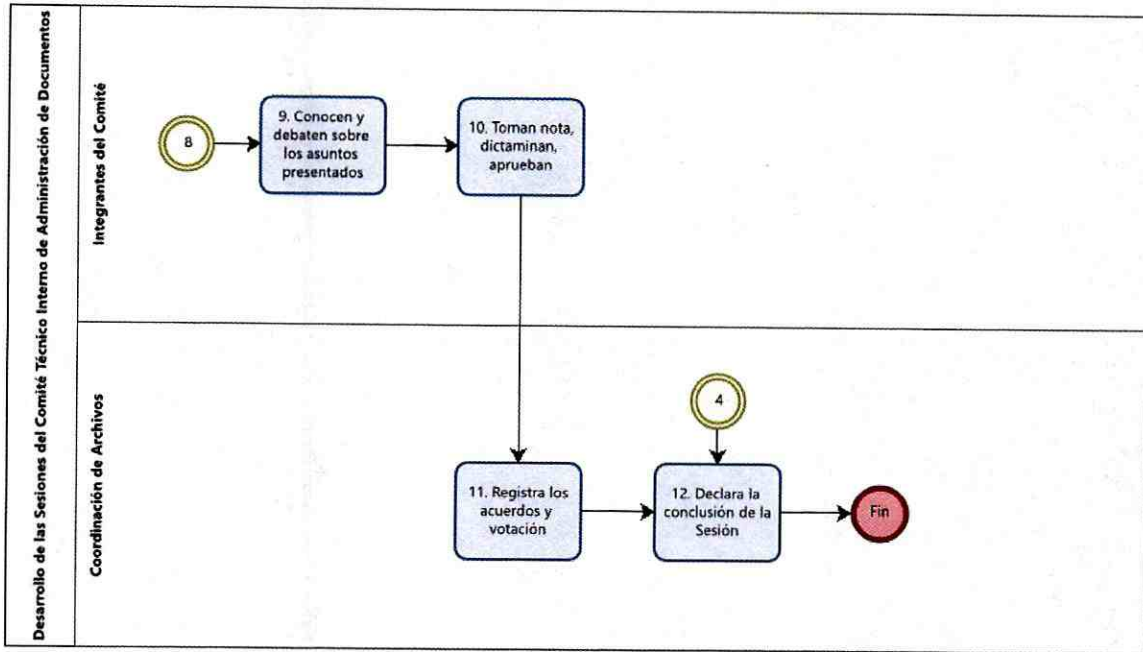 Desarrollo de las Sesiones del Comité Técnico Interno de Administración de Documentos
Integrantes del Comité
8
9. Conocen y
debaten sobre
los asuntos
presentados
10. Toman nota,
dictaminan,
aprueban
Coordinación de Archivos
4
11. Registra los
acuerdos y
votación
12. Declara la
conclusión de la
Sesión
Fin